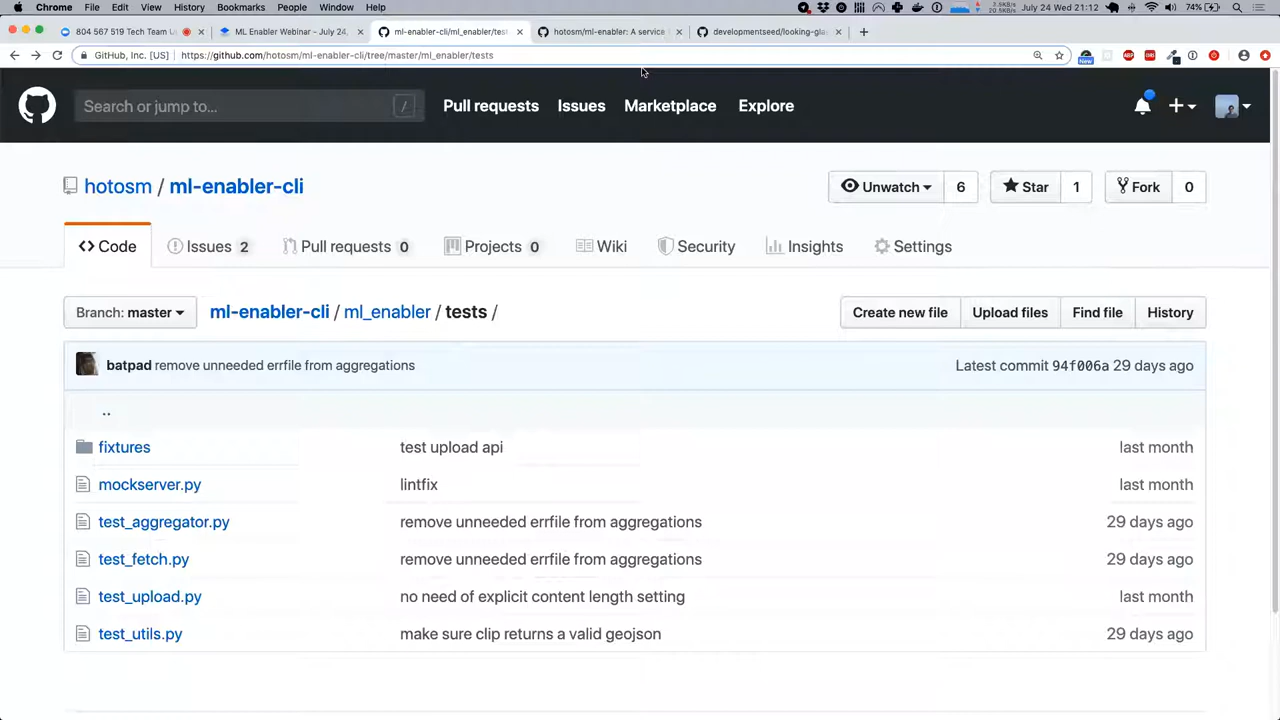 Chrome File Edit View History Bookmarks People Window Help 3.9KB/s 20.5KB/s 74% July 24 Wed 21:12
804 567 519 Tech Team U ML Enabler Webinar – July 24, ml-enabler-cli/ml_enabler/test hotosm/ml-enabler: A service developmentseed/looking-gla
GitHub, Inc. [US] https://github.com/hotosm/ml-enabler-cli/tree/master/ml_enabler/tests New
Search or jump to… / Pull requests Issues Marketplace Explore
hotosm / ml-enabler-cli Unwatch 6 Star 1 Fork 0
Code Issues 2 Pull requests 0 Projects 0 Wiki Security Insights Settings
Branch: master ml-enabler-cli / ml_enabler / tests / Create new file Upload files Find file History
batpad remove unneeded errfile from aggregations Latest commit 94f006a 29 days ago
..
fixtures test upload api last month
mockserver.py lintfix last month
test_aggregator.py remove unneeded errfile from aggregations 29 days ago
test_fetch.py remove unneeded errfile from aggregations 29 days ago
test_upload.py no need of explicit content length setting last month
test_utils.py make sure clip returns a valid geojson 29 days ago